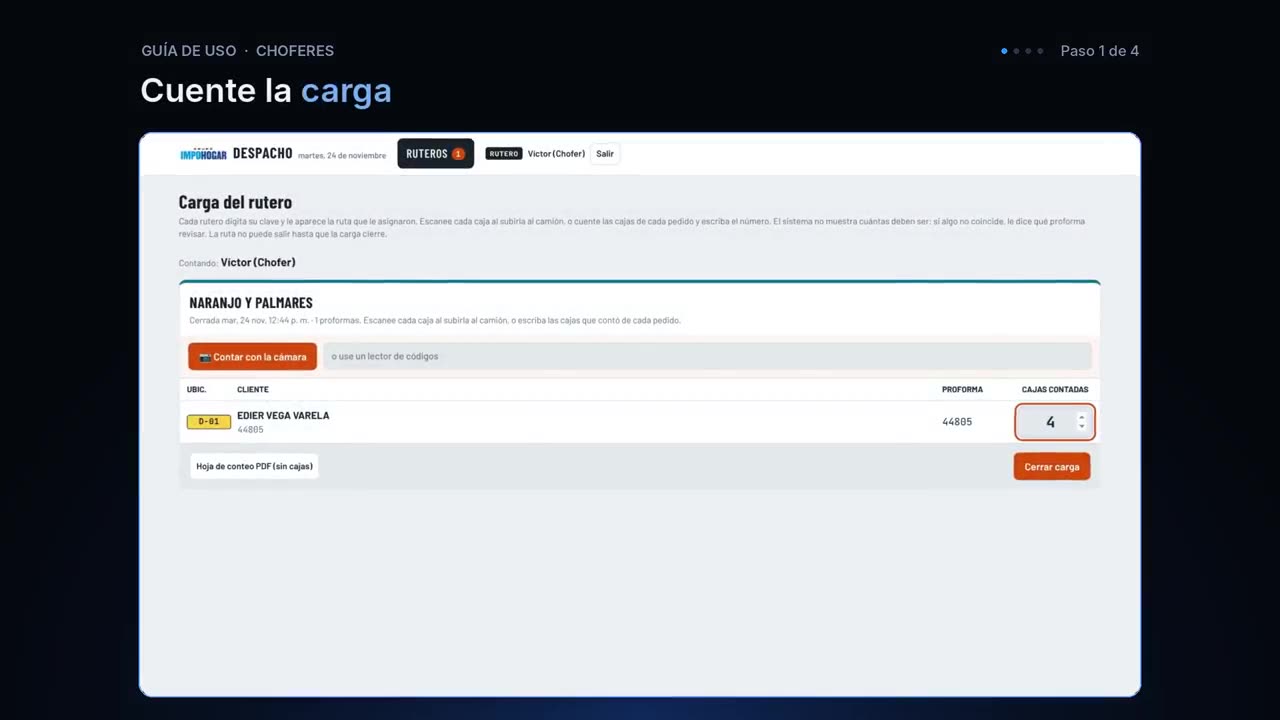 GUÍA DE USO · CHOFERES
Paso 1 de 4
Cuente la carga
GRUPO
IMPOHOGAR DESPACHO martes, 24 de noviembre RUTEROS 1 RUTERO Víctor (Chofer) Salir
Carga del rutero
Cada rutero digita su clave y le aparece la ruta que le asignaron. Escanee cada caja al subirla al camión, o cuente las cajas de cada pedido y escriba el número. El sistema no muestra cuántas deben ser: si algo no coincide, le dice qué proforma
revisar. La ruta no puede salir hasta que la carga cierre.
Contando: Víctor (Chofer)
NARANJO Y PALMARES
Cerrada mar, 24 nov, 12:44 p. m. · 1 proformas. Escanee cada caja al subirla al camión, o escriba las cajas que contó de cada pedido.
Contar con la cámara
o use un lector de códigos
UBIC. CLIENTE PROFORMA CAJAS CONTADAS
D-01 EDIER VEGA VARELA 44805 4
44805
Hoja de conteo PDF (sin cajas)
Cerrar carga